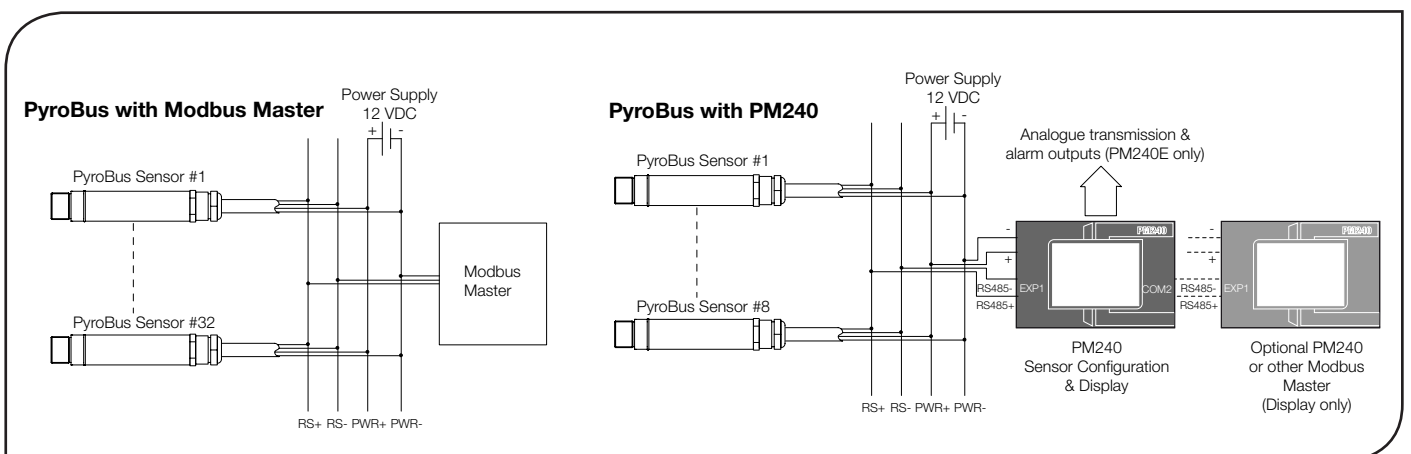 PyroBus with Modbus Master
Power Supply
12 VDC
+ -
PyroBus Sensor #1
Modbus
Master
PyroBus Sensor #32
RS+ RS- PWR+ PWR-
PyroBus with PM240
Power Supply
12 VDC
+ -
PyroBus Sensor #1
Analogue transmission &
alarm outputs (PM240E only)
PyroBus Sensor #8
RS+ RS- PWR+ PWR-
-
+
RS485-
RS485+
EXP1
PM240
COM2
PM240
Sensor Configuration
& Display
-
+
RS485-
RS485+
EXP1
PM240
Optional PM240
or other Modbus
Master
(Display only)